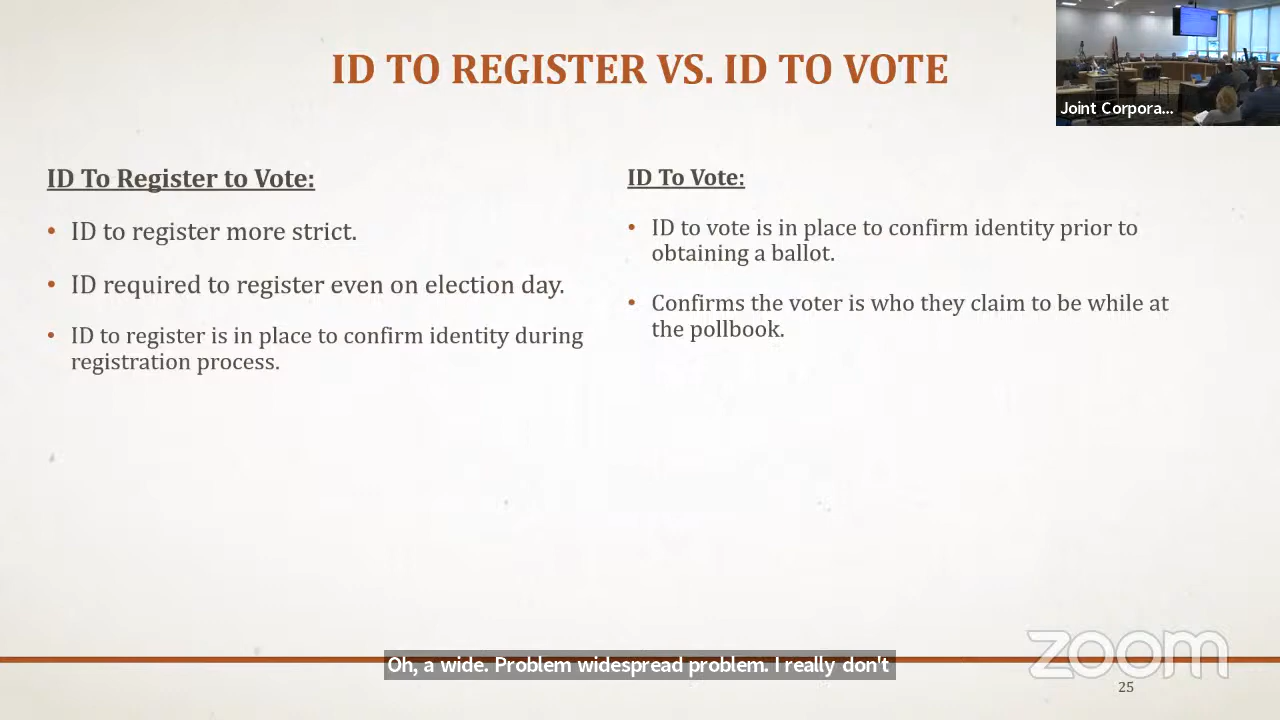 ID TO REGISTER VS. ID TO VOTE
Joint Corpora...
ID To Register to Vote:
• ID to register more strict.
• ID required to register even on election day.
• ID to register is in place to confirm identity during
registration process.
ID To Vote:
• ID to vote is in place to confirm identity prior to
obtaining a ballot.
• Confirms the voter is who they claim to be while at
the pollbook.
zoom
Oh, a wide. Problem widespread problem. I really don't
25